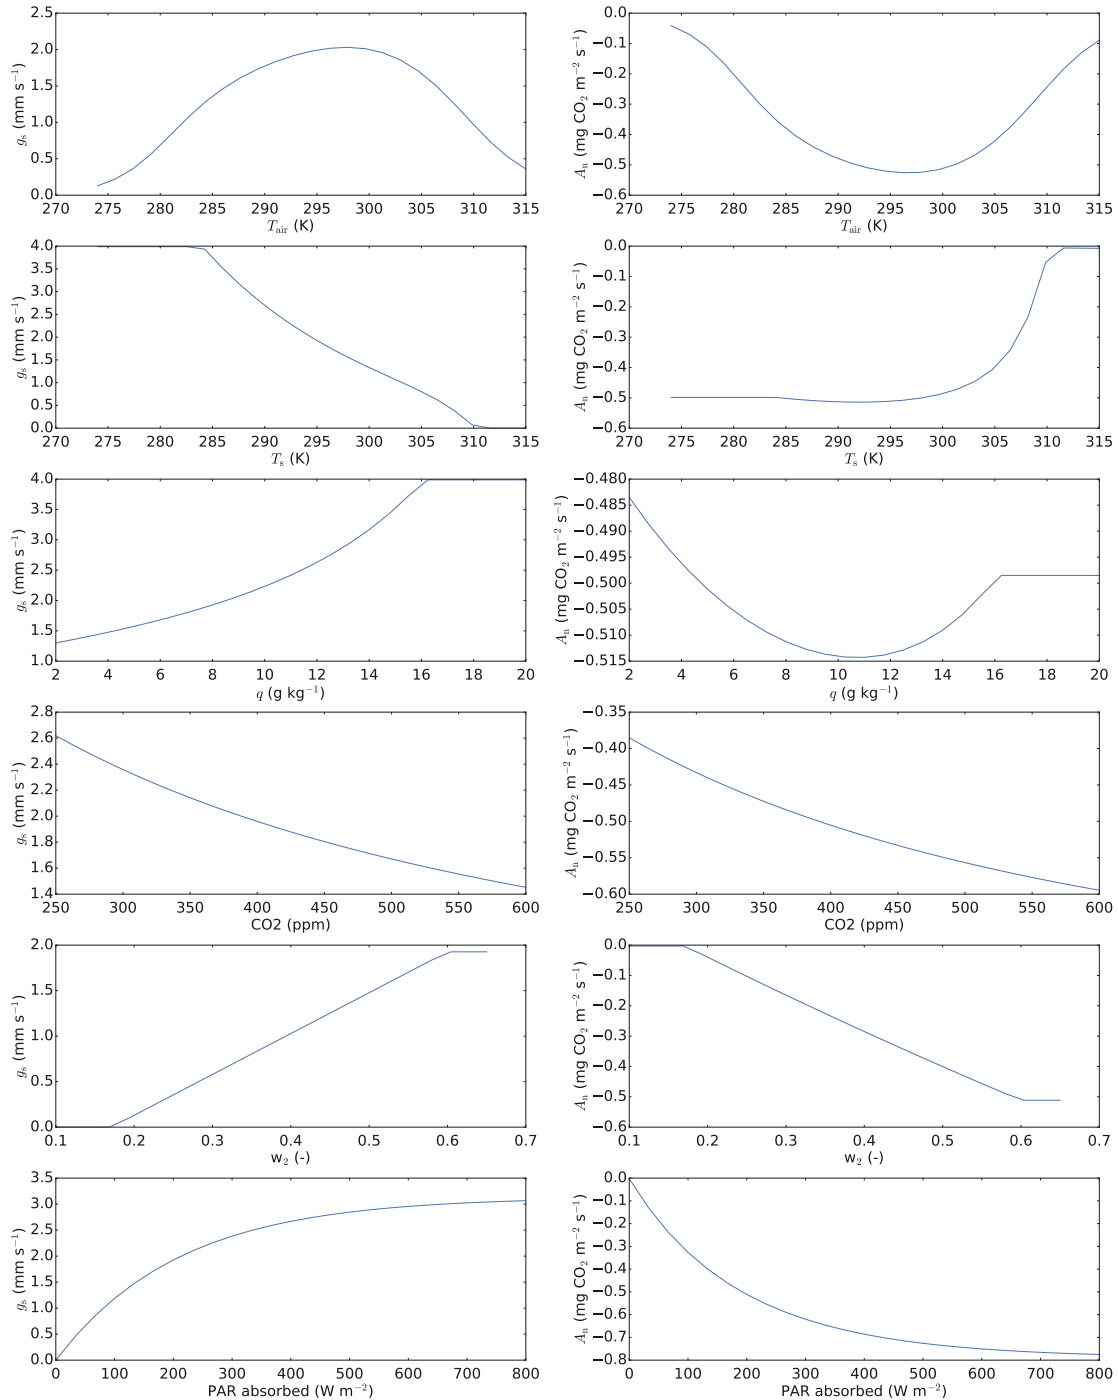 2.5
2.0
1.5
1.0
0.5
0.0
gₛ (mm s⁻¹)
270 275 280 285 290 295 300 305 310 315
T_air (K)
0.0
−0.1
−0.2
−0.3
−0.4
−0.5
−0.6
Aₙ (mg CO₂ m⁻² s⁻¹)
270 275 280 285 290 295 300 305 310 315
T_air (K)
4.0
3.5
3.0
2.5
2.0
1.5
1.0
0.5
0.0
gₛ (mm s⁻¹)
270 275 280 285 290 295 300 305 310 315
Tₛ (K)
0.0
−0.1
−0.2
−0.3
−0.4
−0.5
−0.6
Aₙ (mg CO₂ m⁻² s⁻¹)
270 275 280 285 290 295 300 305 310 315
Tₛ (K)
4.0
3.5
3.0
2.5
2.0
1.5
1.0
gₛ (mm s⁻¹)
2 4 6 8 10 12 14 16 18 20
q (g kg⁻¹)
−0.480
−0.485
−0.490
−0.495
−0.500
−0.505
−0.510
−0.515
Aₙ (mg CO₂ m⁻² s⁻¹)
2 4 6 8 10 12 14 16 18 20
q (g kg⁻¹)
2.8
2.6
2.4
2.2
2.0
1.8
1.6
1.4
gₛ (mm s⁻¹)
250 300 350 400 450 500 550 600
CO2 (ppm)
−0.35
−0.40
−0.45
−0.50
−0.55
−0.60
Aₙ (mg CO₂ m⁻² s⁻¹)
250 300 350 400 450 500 550 600
CO2 (ppm)
2.0
1.5
1.0
0.5
0.0
gₛ (mm s⁻¹)
0.1 0.2 0.3 0.4 0.5 0.6 0.7
w₂ (-)
0.0
−0.1
−0.2
−0.3
−0.4
−0.5
−0.6
Aₙ (mg CO₂ m⁻² s⁻¹)
0.1 0.2 0.3 0.4 0.5 0.6 0.7
w₂ (-)
3.5
3.0
2.5
2.0
1.5
1.0
0.5
0.0
gₛ (mm s⁻¹)
0 100 200 300 400 500 600 700 800
PAR absorbed (W m⁻²)
0.0
−0.1
−0.2
−0.3
−0.4
−0.5
−0.6
−0.7
−0.8
Aₙ (mg CO₂ m⁻² s⁻¹)
0 100 200 300 400 500 600 700 800
PAR absorbed (W m⁻²)